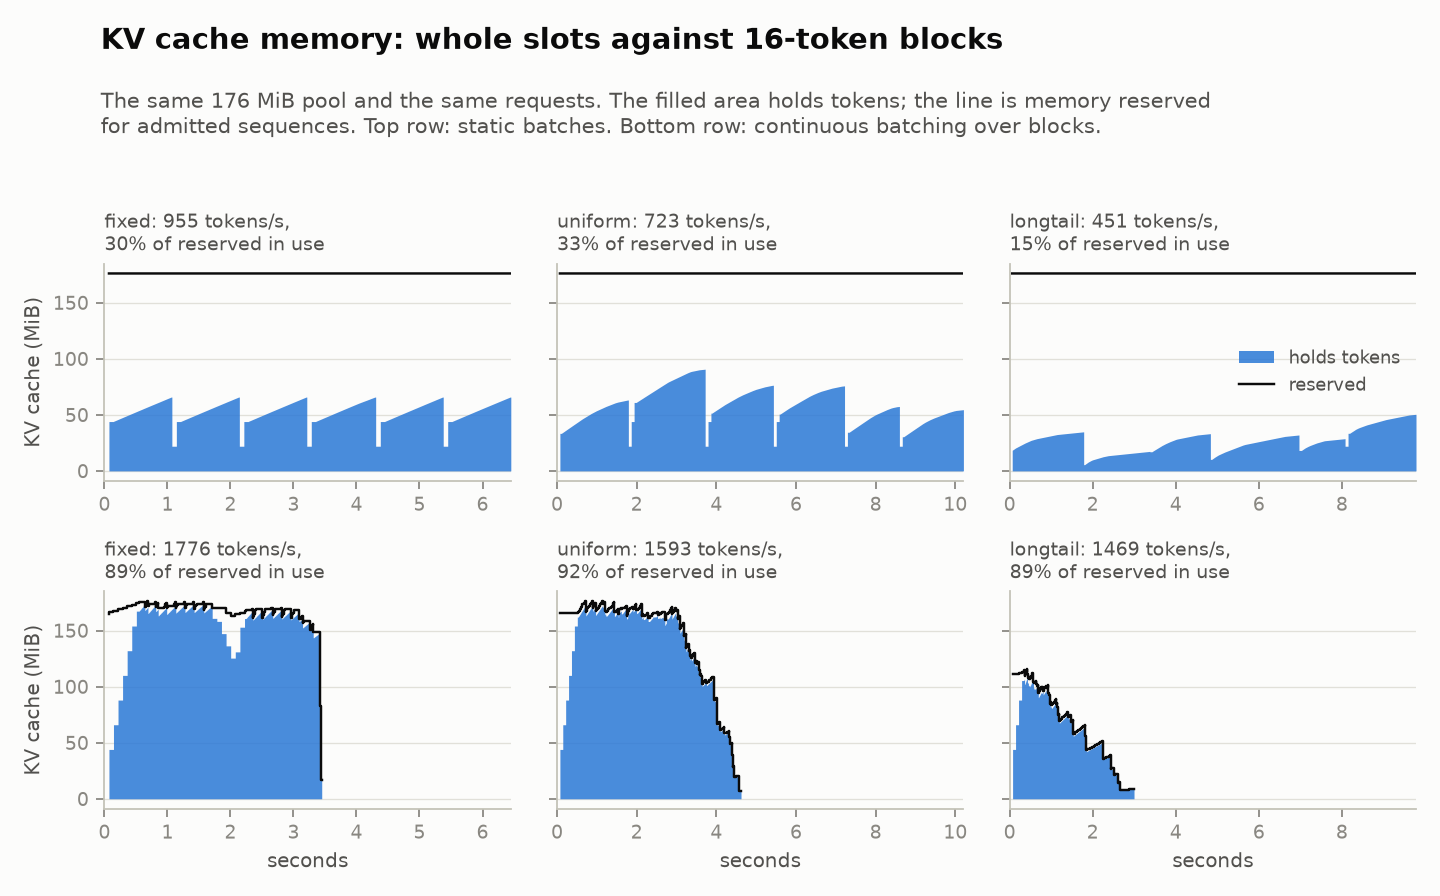 KV cache memory: whole slots against 16-token blocks
The same 176 MiB pool and the same requests. The filled area holds tokens; the line is memory reserved
for admitted sequences. Top row: static batches. Bottom row: continuous batching over blocks.
fixed: 955 tokens/s,
30% of reserved in use
uniform: 723 tokens/s,
33% of reserved in use
longtail: 451 tokens/s,
15% of reserved in use
KV cache (MiB)
150
100
50
0
holds tokens
reserved
0 1 2 3 4 5 6
0 2 4 6 8 10
0 2 4 6 8
fixed: 1776 tokens/s,
89% of reserved in use
uniform: 1593 tokens/s,
92% of reserved in use
longtail: 1469 tokens/s,
89% of reserved in use
KV cache (MiB)
150
100
50
0
0 1 2 3 4 5 6
0 2 4 6 8 10
0 2 4 6 8
seconds
seconds
seconds